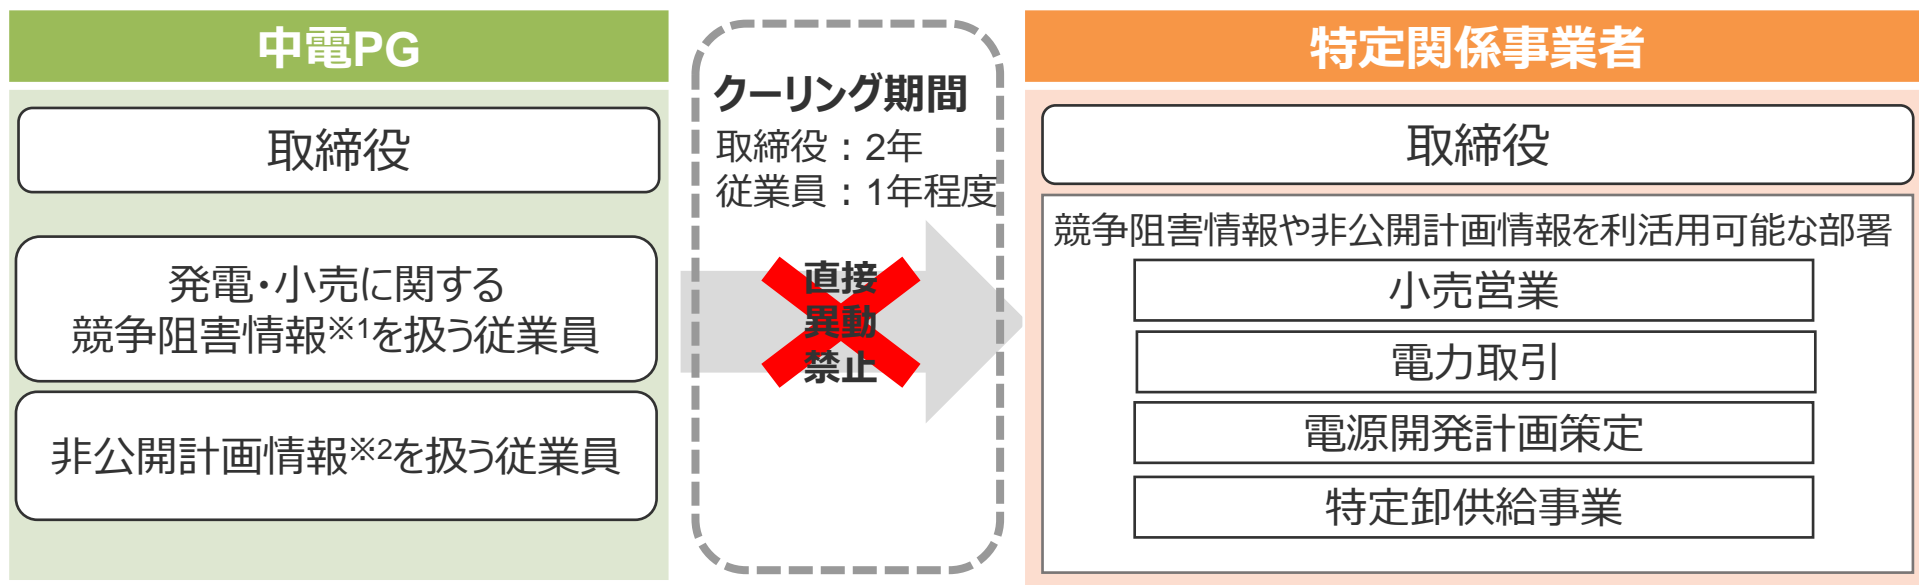 中電PG
取締役
発電・小売に関する
競争阻害情報※1を扱う従業員
非公開計画情報※2を扱う従業員
クーリング期間
取締役：2年
従業員：1年程度
直接
異動
禁止
特定関係事業者
取締役
競争阻害情報や非公開計画情報を利活用可能な部署
小売営業
電力取引
電源開発計画策定
特定卸供給事業